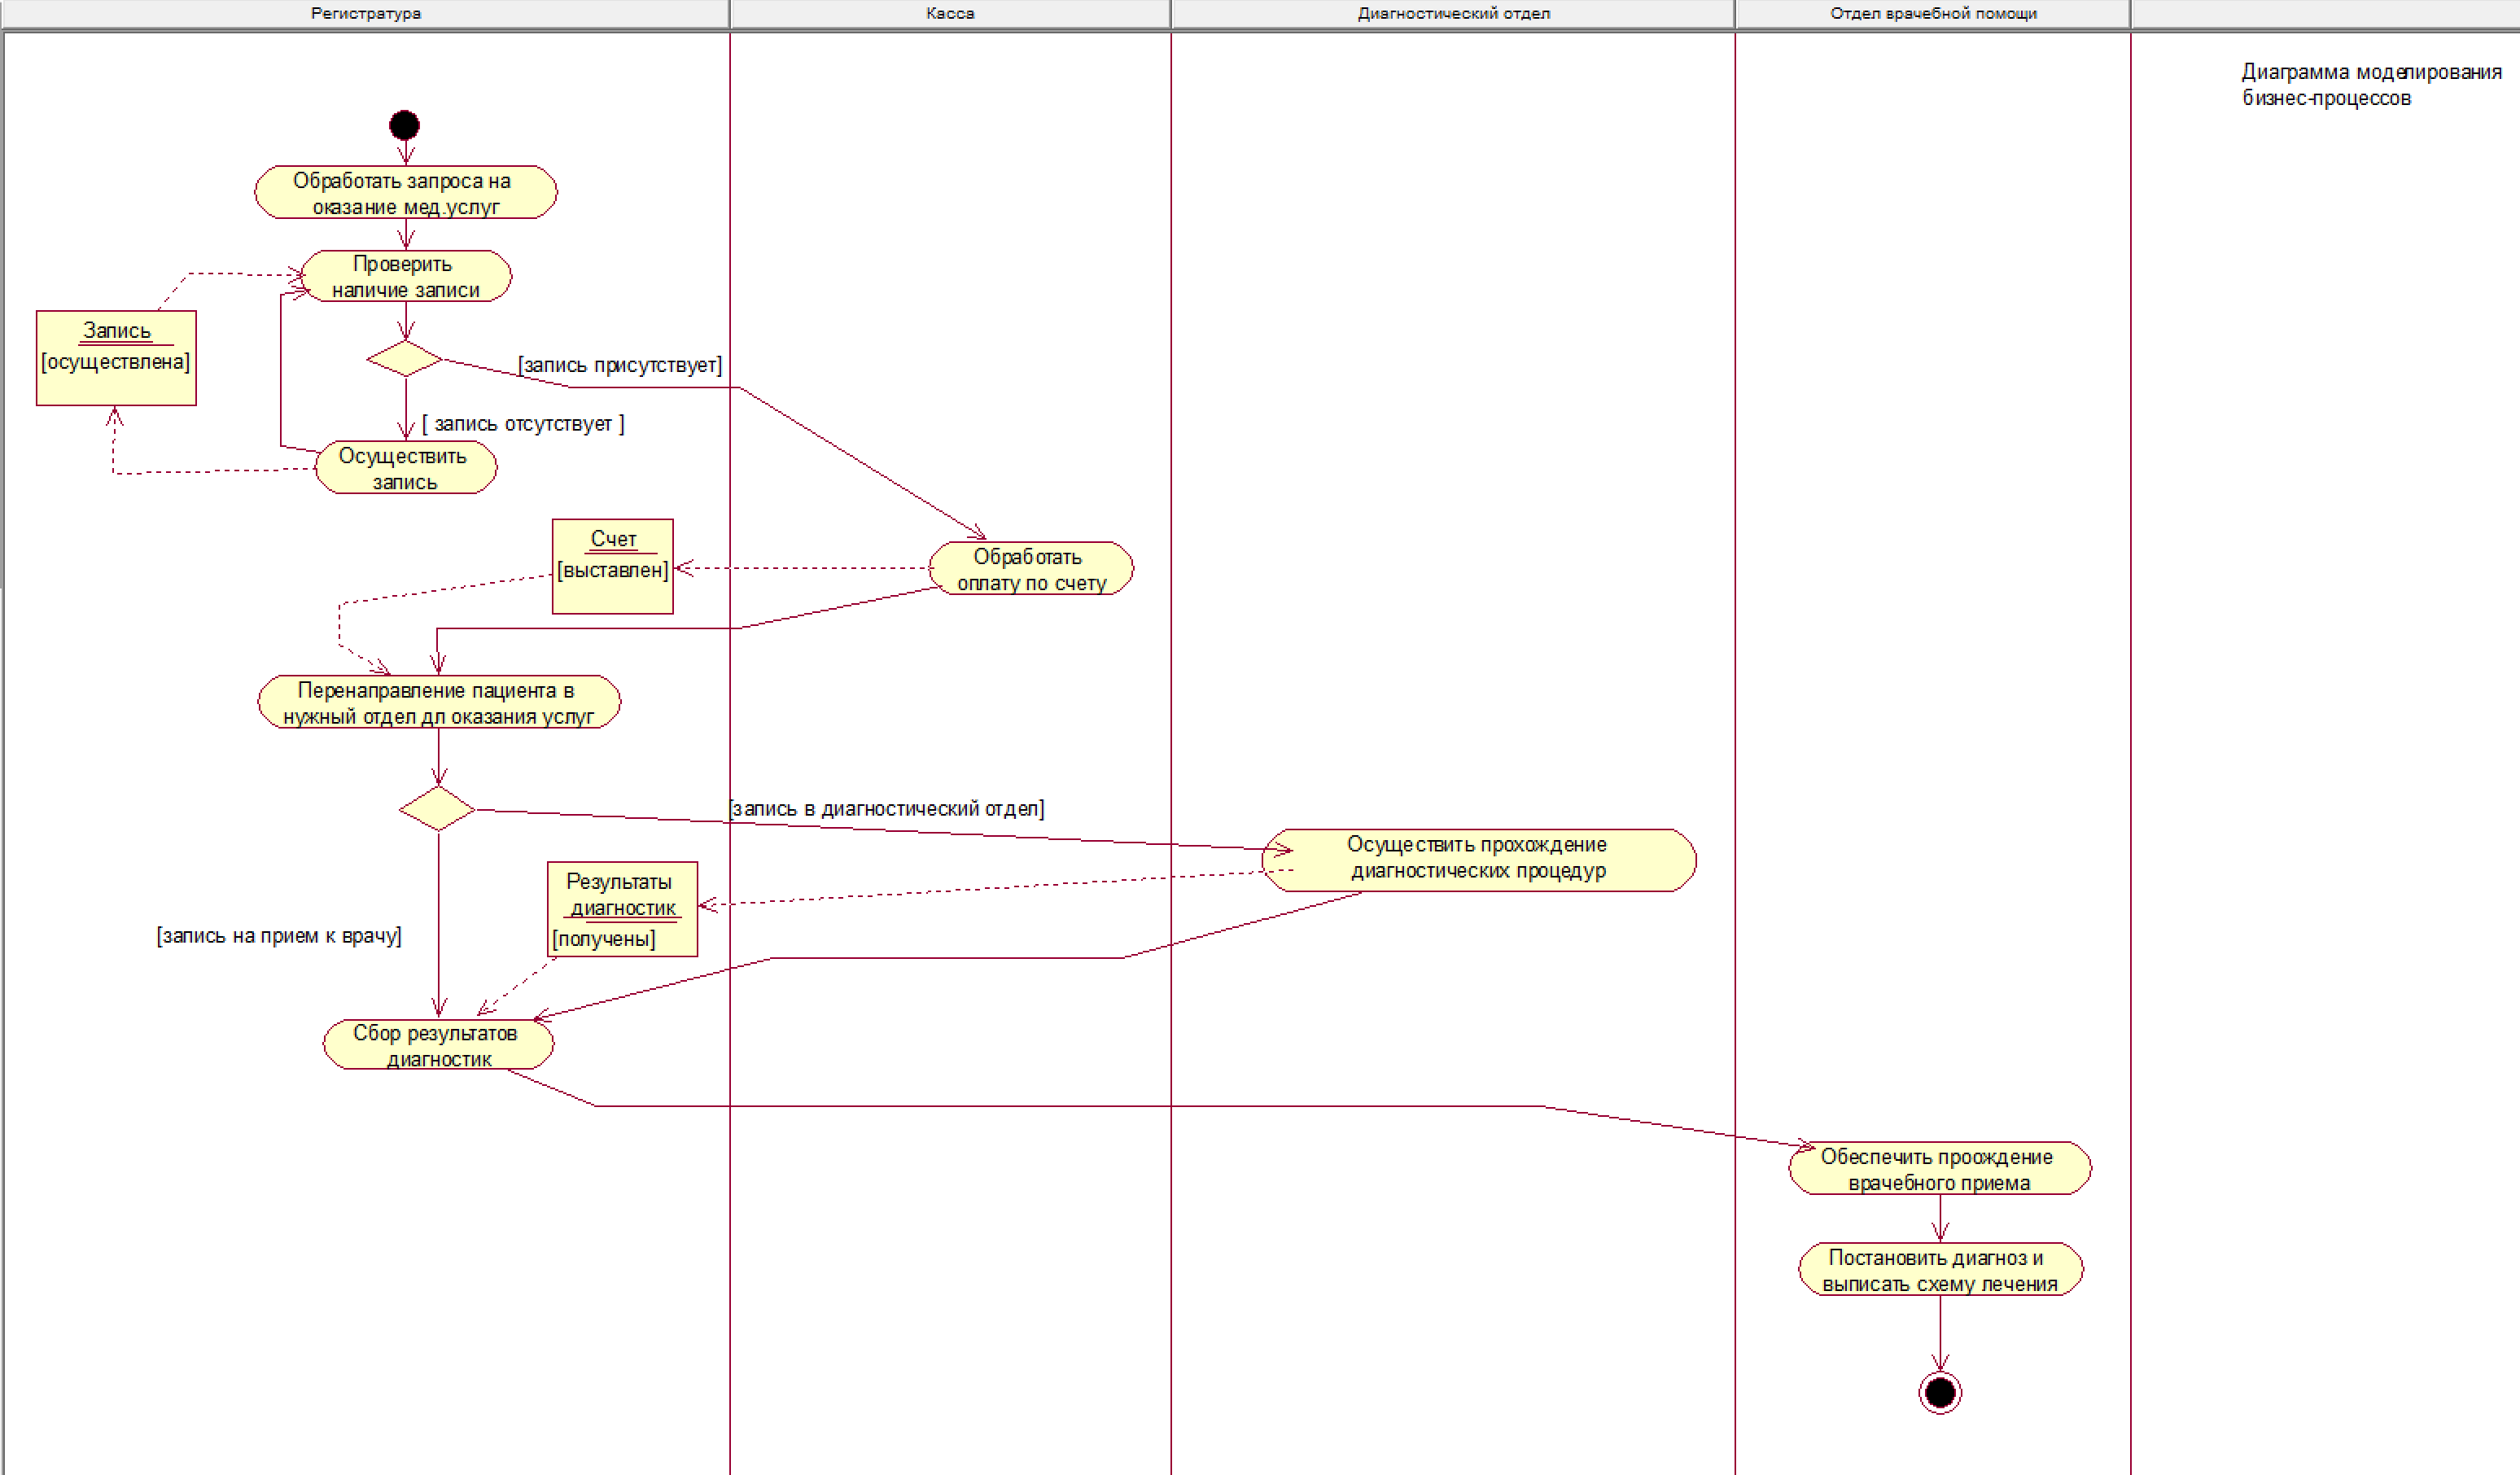 Регистратура
Касса
Диагностический отдел
Отдел врачебной помощи
Диаграмма моделирования
бизнес-процессов
Обработать запроса на
оказание мед.услуг
Проверить
наличие записи
Запись
[осуществлена]
[запись присутствует]
[ запись отсутствует ]
Осуществить
запись
Счет
[выставлен]
Обработать
оплату по счету
Перенаправление пациента в
нужный отдел дл оказания услуг
[запись в диагностический отдел]
Осуществить прохождение
диагностических процедур
Результаты
диагностик
[получены]
[запись на прием к врачу]
Сбор результатов
диагностик
Обеспечить проождение
врачебного приема
Постановить диагноз и
выписать схему лечения